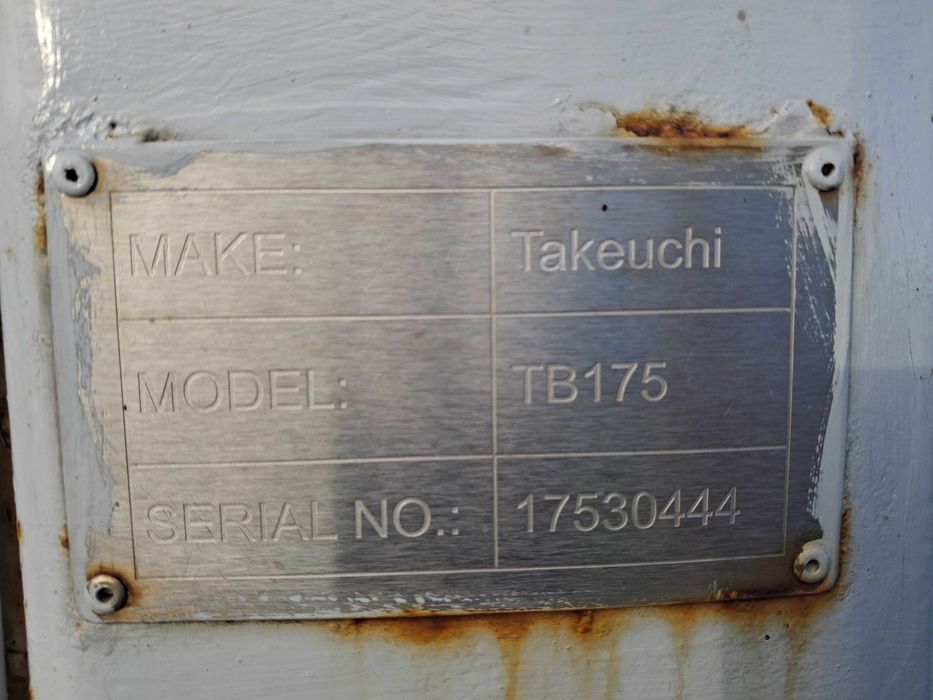 MAKE: Takeuchi
MODEL: TB175
SERIAL NO.: 17530444